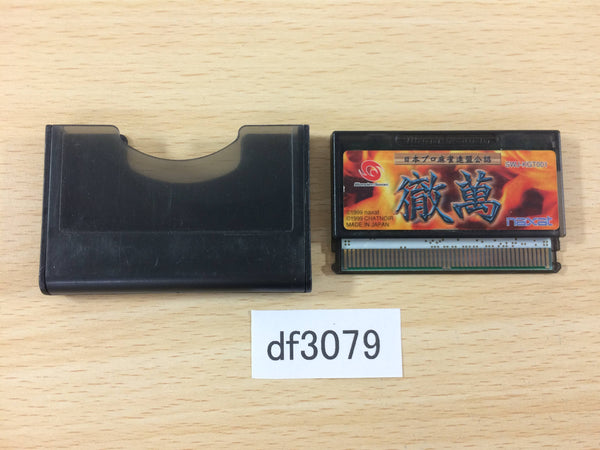 日本プロ麻雀連盟公認
WonderSwan
徹萬
©1999 naxat
©1999 CHATNOIR
MADE IN JAPAN
naxat
df3079